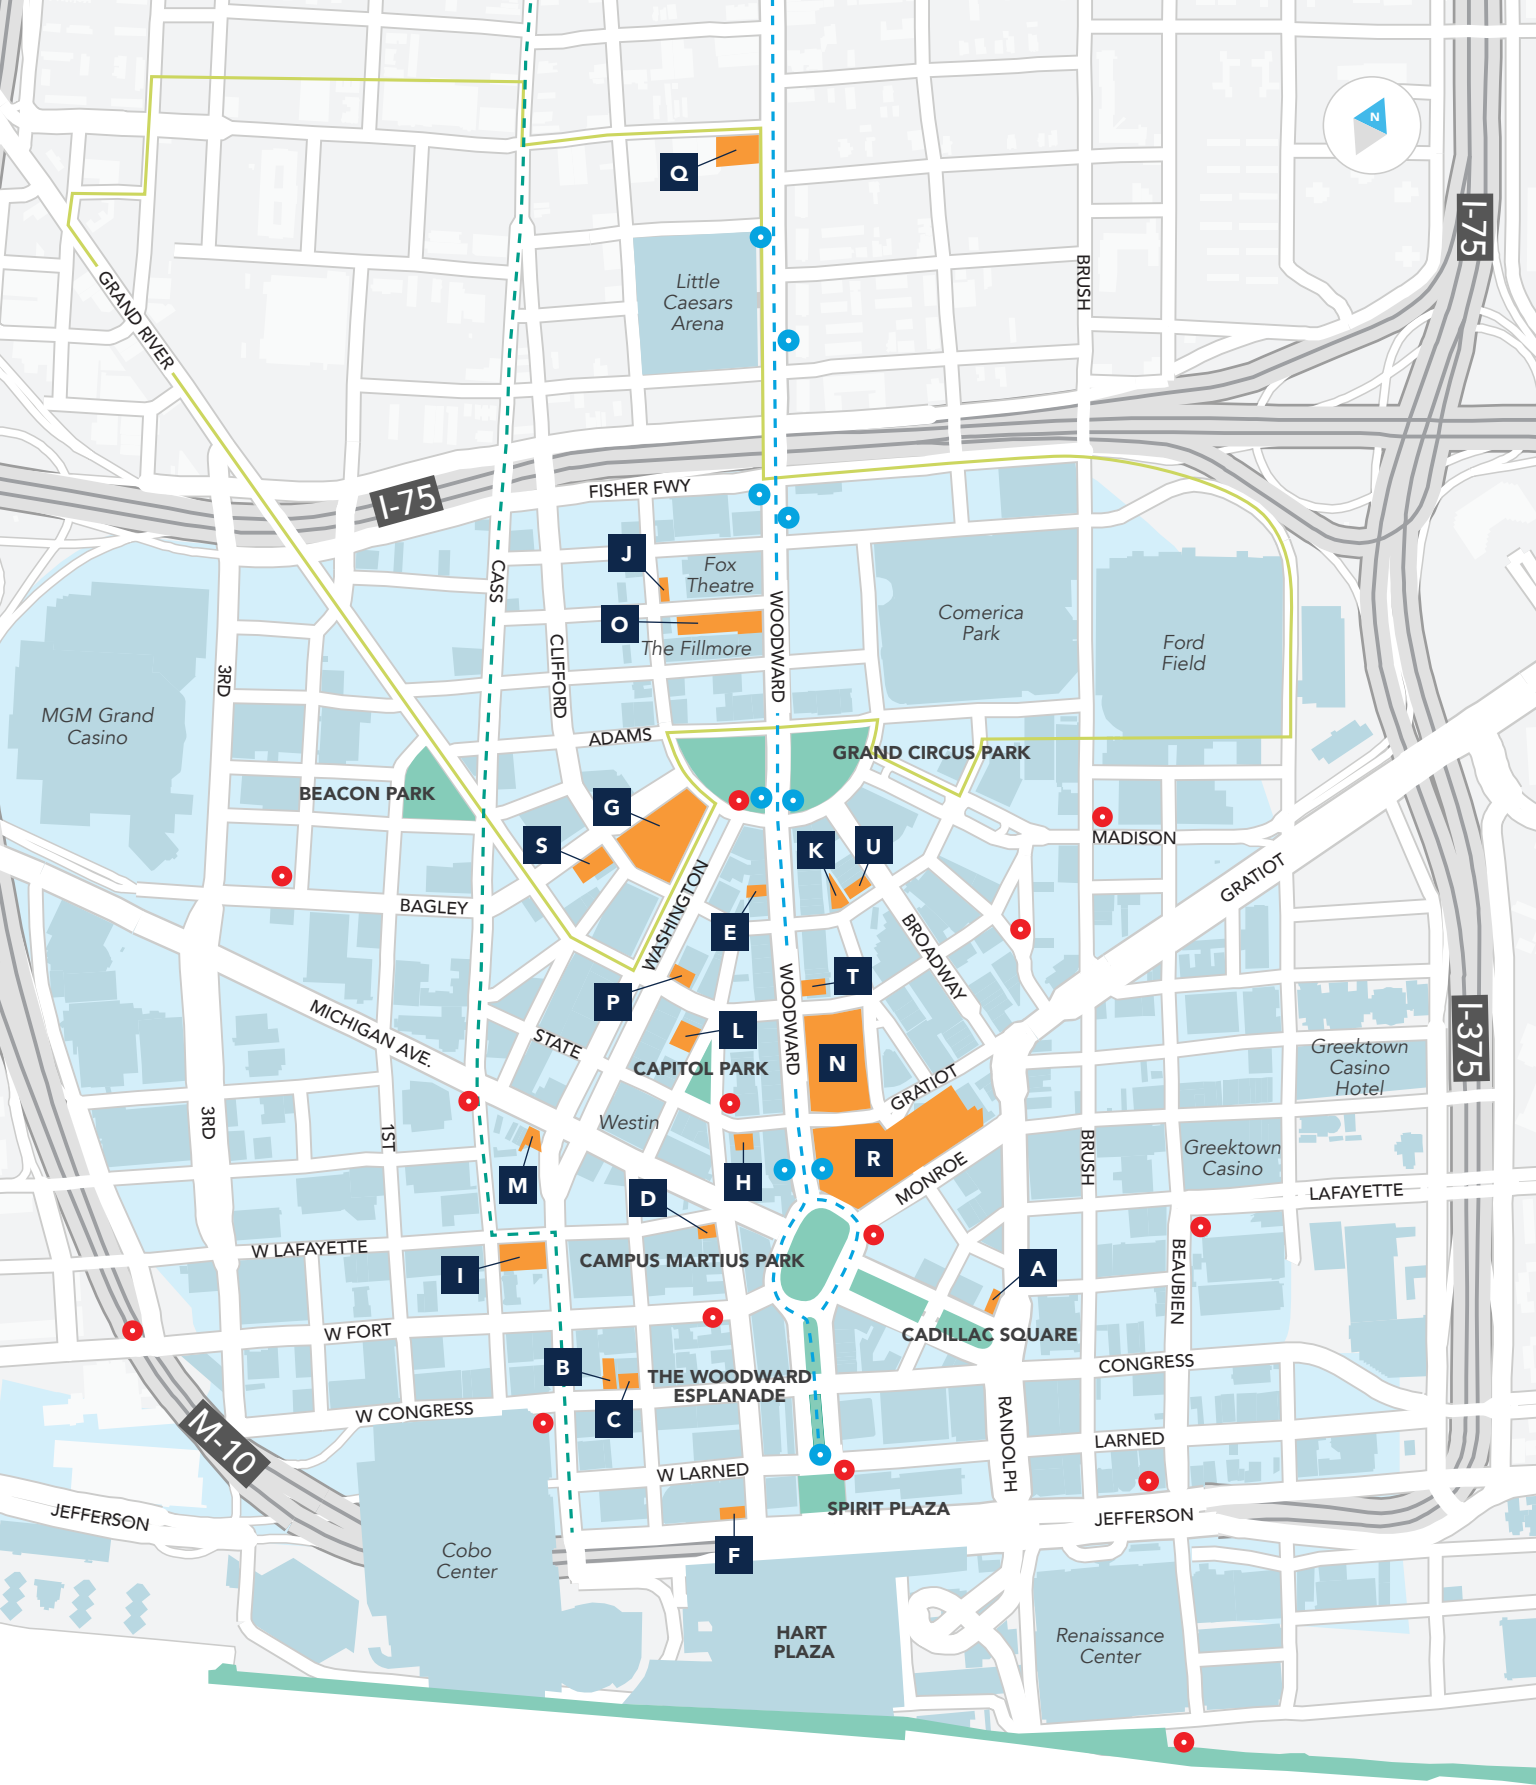 N
Q
I-75
Little
Caesars
Arena
BRUSH
GRAND RIVER
I-75
FISHER FWY
J
Fox
Theatre
CASS
WOODWARD
O
The Fillmore
Comerica
Park
Ford
Field
CLIFFORD
3RD
MGM Grand
Casino
ADAMS
GRAND CIRCUS PARK
BEACON PARK
G
S
K
U
MADISON
GRATIOT
BAGLEY
WASHINGTON
E
BROADWAY
P
T
WOODWARD
MICHIGAN AVE.
STATE
L
CAPITOL PARK
N
I-375
Greektown
Casino
Hotel
GRATIOT
3RD
1ST
Westin
R
BRUSH
Greektown
Casino
M
H
D
MONROE
LAFAYETTE
W LAFAYETTE
CAMPUS MARTIUS PARK
I
A
BEAUBIEN
W FORT
CADILLAC SQUARE
B
THE WOODWARD
ESPLANADE
CONGRESS
C
W CONGRESS
M-10
RANDOLPH
LARNED
W LARNED
JEFFERSON
SPIRIT PLAZA
JEFFERSON
F
Cobo
Center
HART
PLAZA
Renaissance
Center